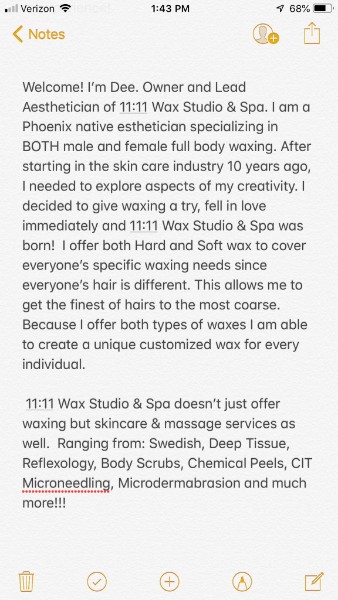 Verizon 1:43 PM 68%
Notes
Welcome! I'm Dee. Owner and Lead
Aesthetician of 11:11 Wax Studio & Spa. I am a
Phoenix native esthetician specializing in
BOTH male and female full body waxing. After
starting in the skin care industry 10 years ago,
I needed to explore aspects of my creativity. I
decided to give waxing a try, fell in love
immediately and 11:11 Wax Studio & Spa was
born!  I offer both Hard and Soft wax to cover
everyone's specific waxing needs since
everyone's hair is different. This allows me to
get the finest of hairs to the most coarse.
Because I offer both types of waxes I am able
to create a unique customized wax for every
individual.
11:11 Wax Studio & Spa doesn't just offer
waxing but skincare & massage services as
well.  Ranging from: Swedish, Deep Tissue,
Reflexology, Body Scrubs, Chemical Peels, CIT
Microneedling, Microdermabrasion and much
more!!!